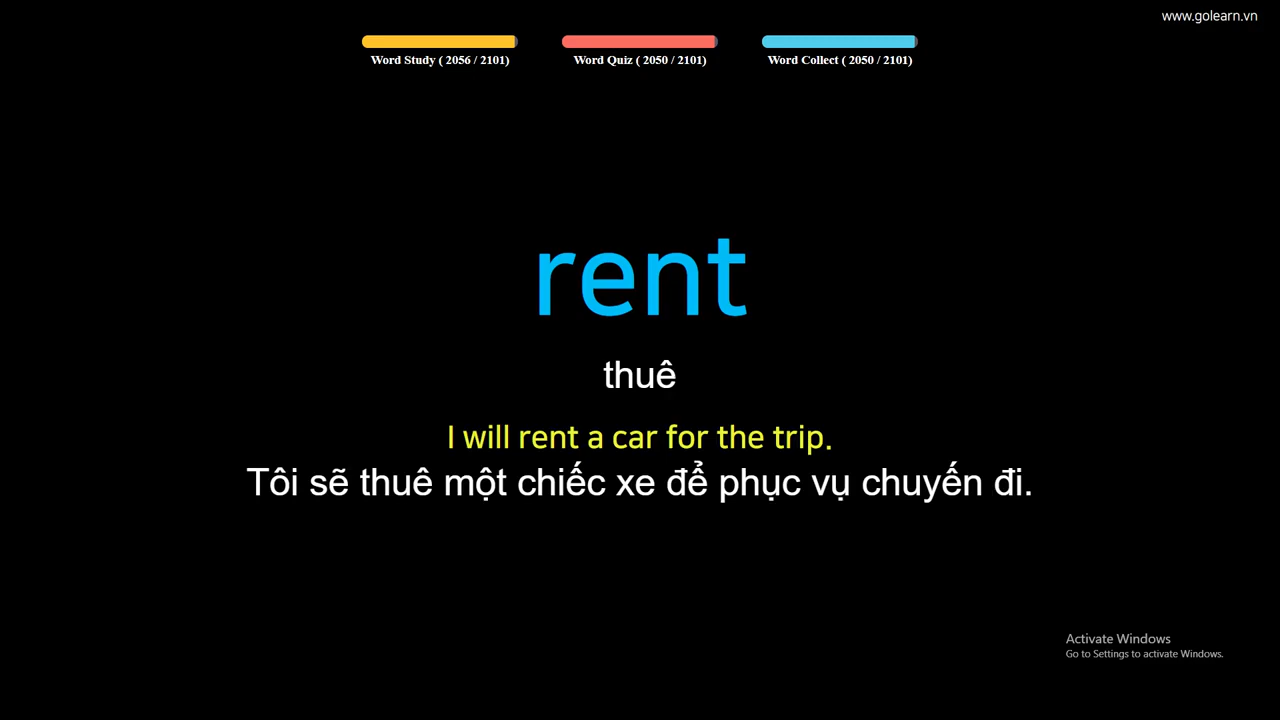 www.golearn.vn
Word Study ( 2056 / 2101)
Word Quiz ( 2050 / 2101)
Word Collect ( 2050 / 2101)
rent
thuê
I will rent a car for the trip.
Tôi sẽ thuê một chiếc xe để phục vụ chuyến đi.
Activate Windows
Go to Settings to activate Windows.